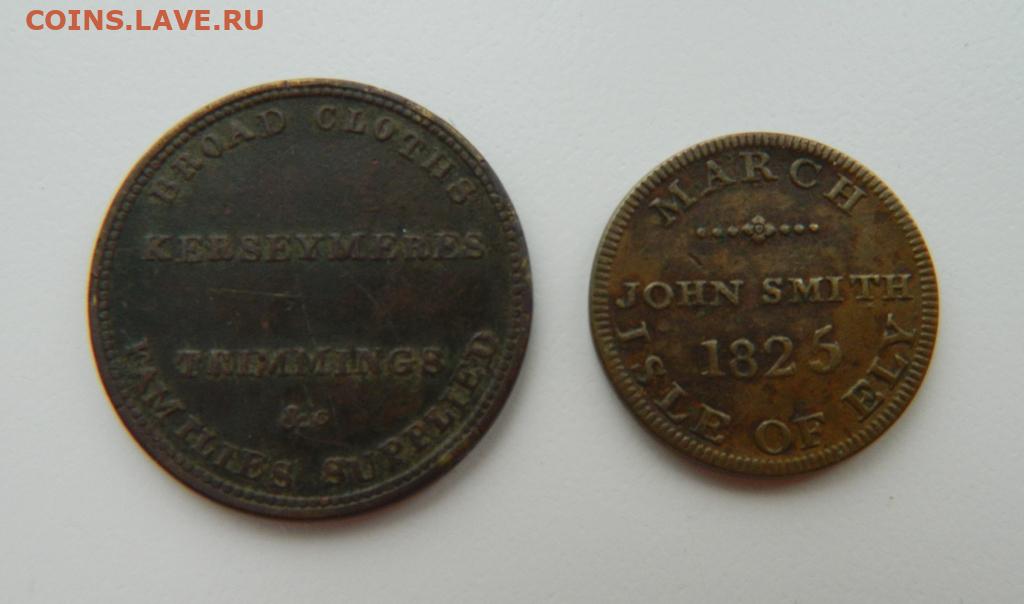 COINS.LAVE.RU
BROAD CLOTHS
KERSEYMERES
TRIMMINGS
&c
FAMILIES SUPPLIED
MARCH
JOHN SMITH
1825
ISLE OF ELY